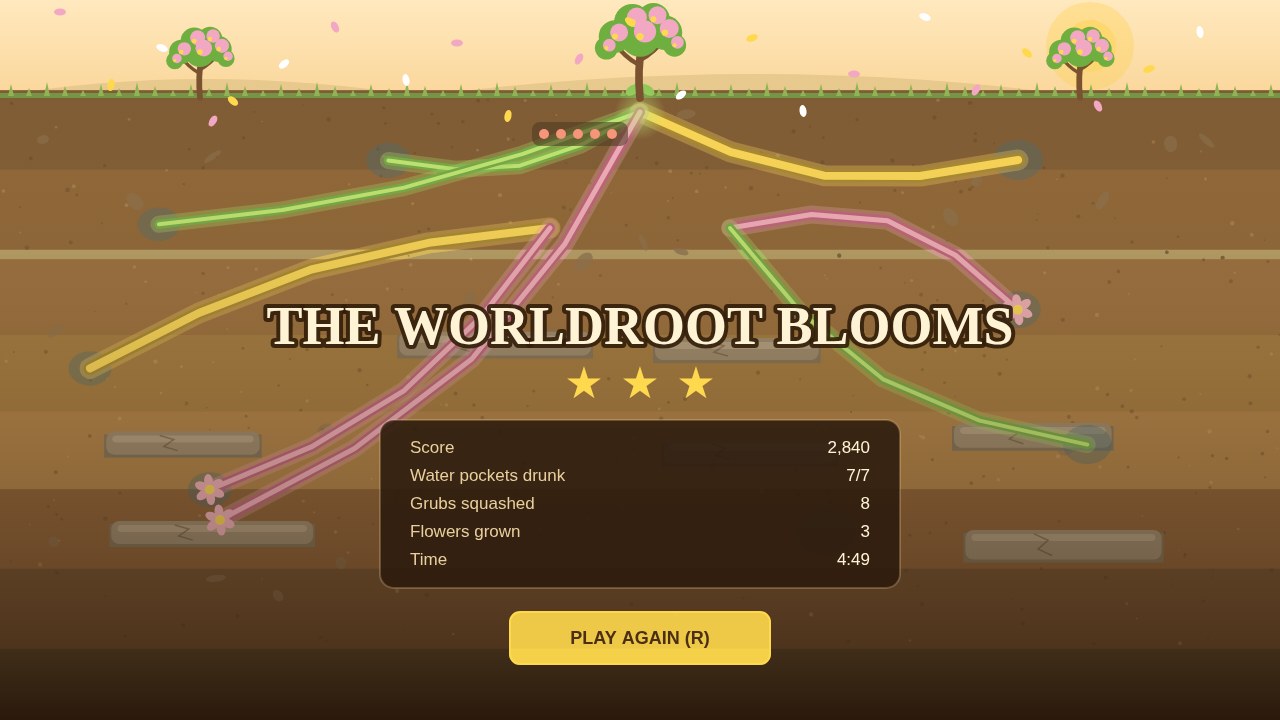 THE WORLDROOT BLOOMS
Score 2,840
Water pockets drunk 7/7
Grubs squashed 8
Flowers grown 3
Time 4:49
PLAY AGAIN (R)